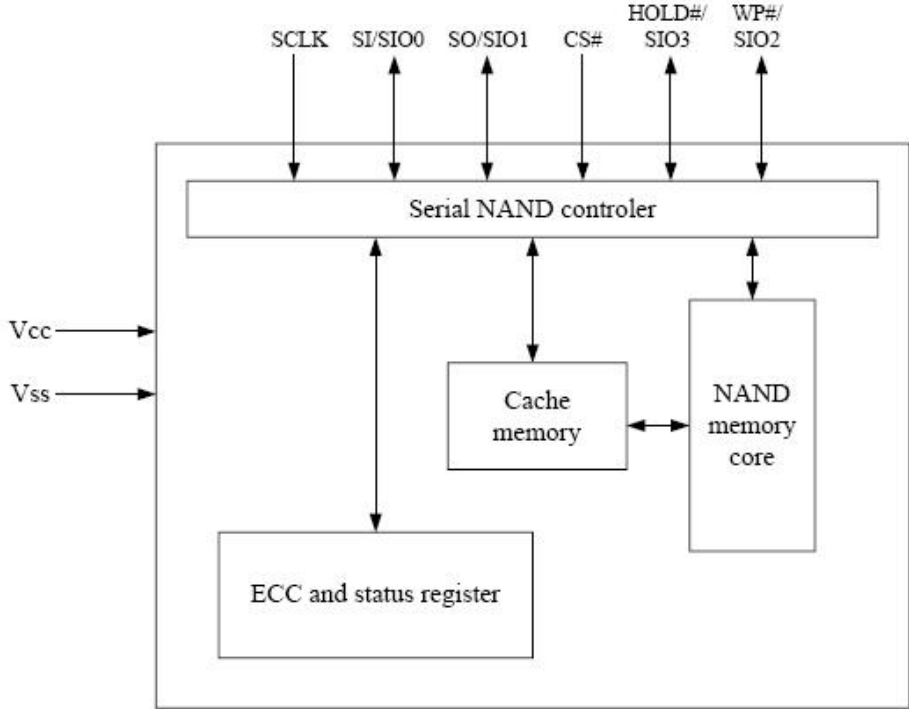 HOLD#/ WP#/
SCLK SI/SIO0 SO/SIO1 CS# SIO3 SIO2
Serial NAND controler
Vcc
Vss
Cache
memory
NAND
memory
core
ECC and status register